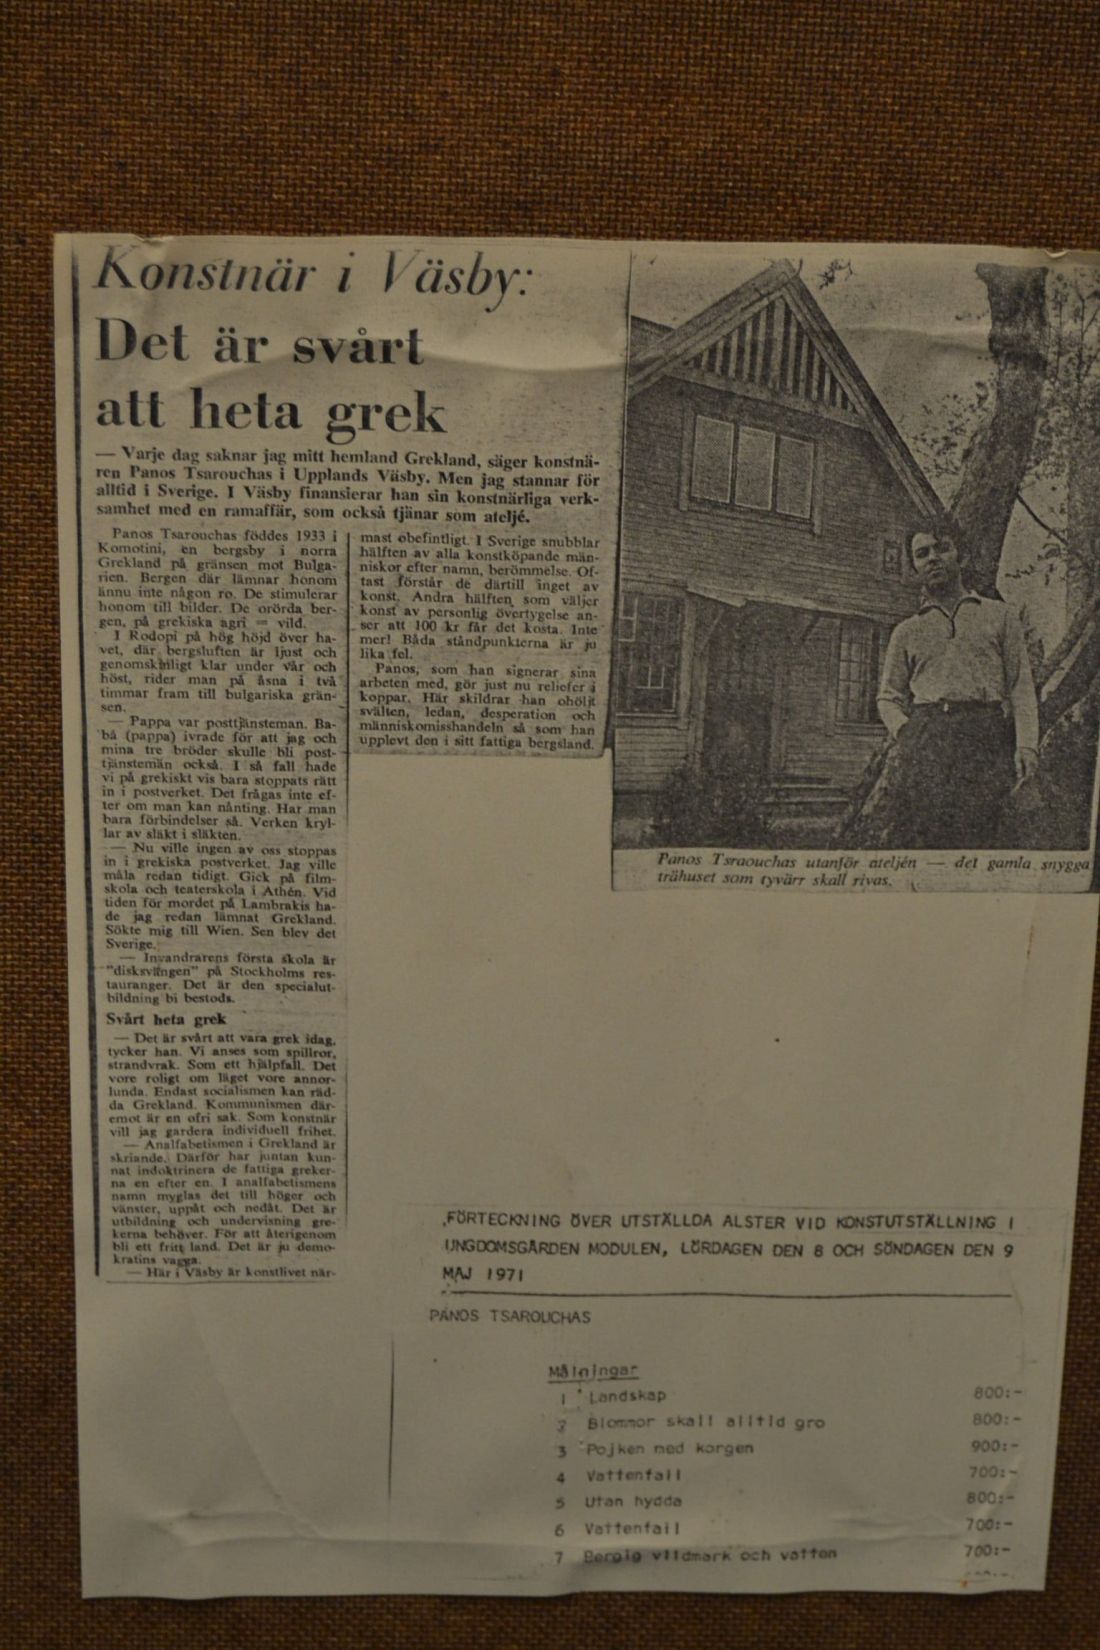 Konstnär i Väsby:
Det är svårt
att heta grek
— Varje dag saknar jag mitt hemland Grekland, säger konstnä-
ren Panos Tsarouchas i Upplands Väsby. Men jag stannar för
alltid i Sverige. I Väsby finansierar han sin konstnärliga verk-
samhet med en ramaffär, som också tjänar som ateljé.
Panos Tsarouchas föddes 1933 i
Komotini, en bergsby i norra
Grekland på gränsen mot Bulga-
rien. Bergen där lämnar honom
ännu inte någon ro. De stimulerar
honom till bilder. De orörda ber-
gen, på grekiska agri = vild.
I Rodopi på hög höjd över ha-
vet, där bergsluften är ljust och
genomskinligt klar under vår och
höst, rider man på åsna i två
timmar fram till bulgariska grän-
sen.
— Pappa var posttjänsteman. Ba-
bå (pappa) ivrade för att jag och
mina tre bröder skulle bli post-
tjänstemän också. I så fall hade
vi på grekiskt vis bara stoppats rätt
in i postverket. Det frågas inte ef-
ter om man kan nånting. Har man
bara förbindelser så. Verken kryl-
lar av släkt i släkten.
— Nu ville ingen av oss stoppas
in i grekiska postverket. Jag ville
måla redan tidigt. Gick på film-
skola och teaterskola i Athén. Vid
tiden för mordet på Lambrakis ha-
de jag redan lämnat Grekland.
Sökte mig till Wien. Sen blev det
Sverige.
— Invandrarens första skola är
"disksvängen" på Stockholms res-
tauranger. Det är den specialut-
bildning bi bestods.
Svårt heta grek
— Det är svårt att vara grek idag,
tycker han. Vi anses som spillror,
strandvrak. Som ett hjälpfall. Det
vore roligt om läget vore annor-
lunda. Endast socialismen kan räd-
da Grekland. Kommunismen där-
emot är en ofri sak. Som konstnär
vill jag gardera individuell frihet.
— Analfabetismen i Grekland är
skriande. Därför har juntan kun-
nat indoktrinera de fattiga greker-
na en efter en. I analfabetismens
namn myglas det till höger och
vänster, uppåt och nedåt. Det är
utbildning och undervisning gre-
kerna behöver. För att återigenom
bli ett fritt land. Det är ju demo-
kratins vagga.
— Här i Väsby är konstlivet när-
mast obefintligt. I Sverige snubblar
hälften av alla konstköpande män-
niskor efter namn, berömmelse. Of-
tast förstår de därtill inget av
konst. Andra hälften som väljer
konst av personlig övertygelse an-
ser att 100 kr får det kosta. Inte
mer! Båda ståndpunkterna är ju
lika fel.
Panos, som han signerar sina
arbeten med, gör just nu reliefer i
koppar. Här skildrar han ohöljt
svälten, ledan, desperation och
människomisshandeln så som han
upplevt den i sitt fattiga bergsland.
Panos Tsraouchas utanför ateljén — det gamla snygga
trähuset som tyvärr skall rivas.
FÖRTECKNING ÖVER UTSTÄLLDA ALSTER VID KONSTUTSTÄLLNING I
UNGDOMSGÅRDEN MODULEN, LÖRDAGEN DEN 8 OCH SÖNDAGEN DEN 9
MAJ 1971
PANOS TSAROUCHAS
Målningar
1 Landskap 800:-
2 Blommor skall alltid gro 800:-
3 Pojken med korgen 900:-
4 Vattenfall 700:-
5 Utan hydda 800:-
6 Vattenfall 700:-
7 Bergig vildmark och vatten 700:-